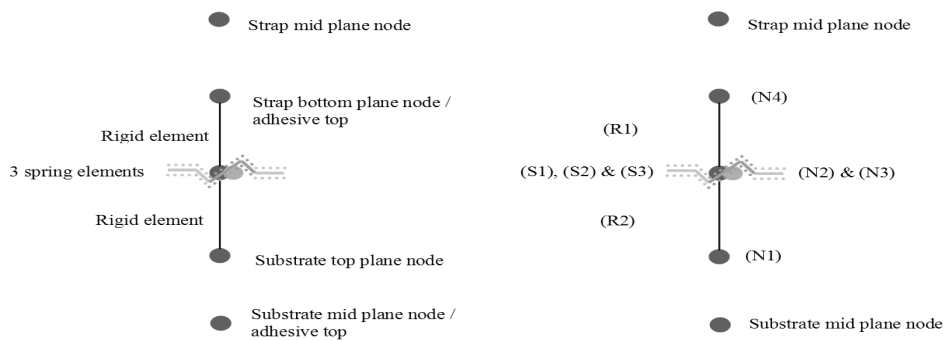 Strap mid plane node
Strap bottom plane node /
adhesive top
Rigid element
3 spring elements
Rigid element
Substrate top plane node
Substrate mid plane node /
adhesive top
Strap mid plane node
(N4)
(R1)
(S1), (S2) & (S3)
(N2) & (N3)
(R2)
(N1)
Substrate mid plane node